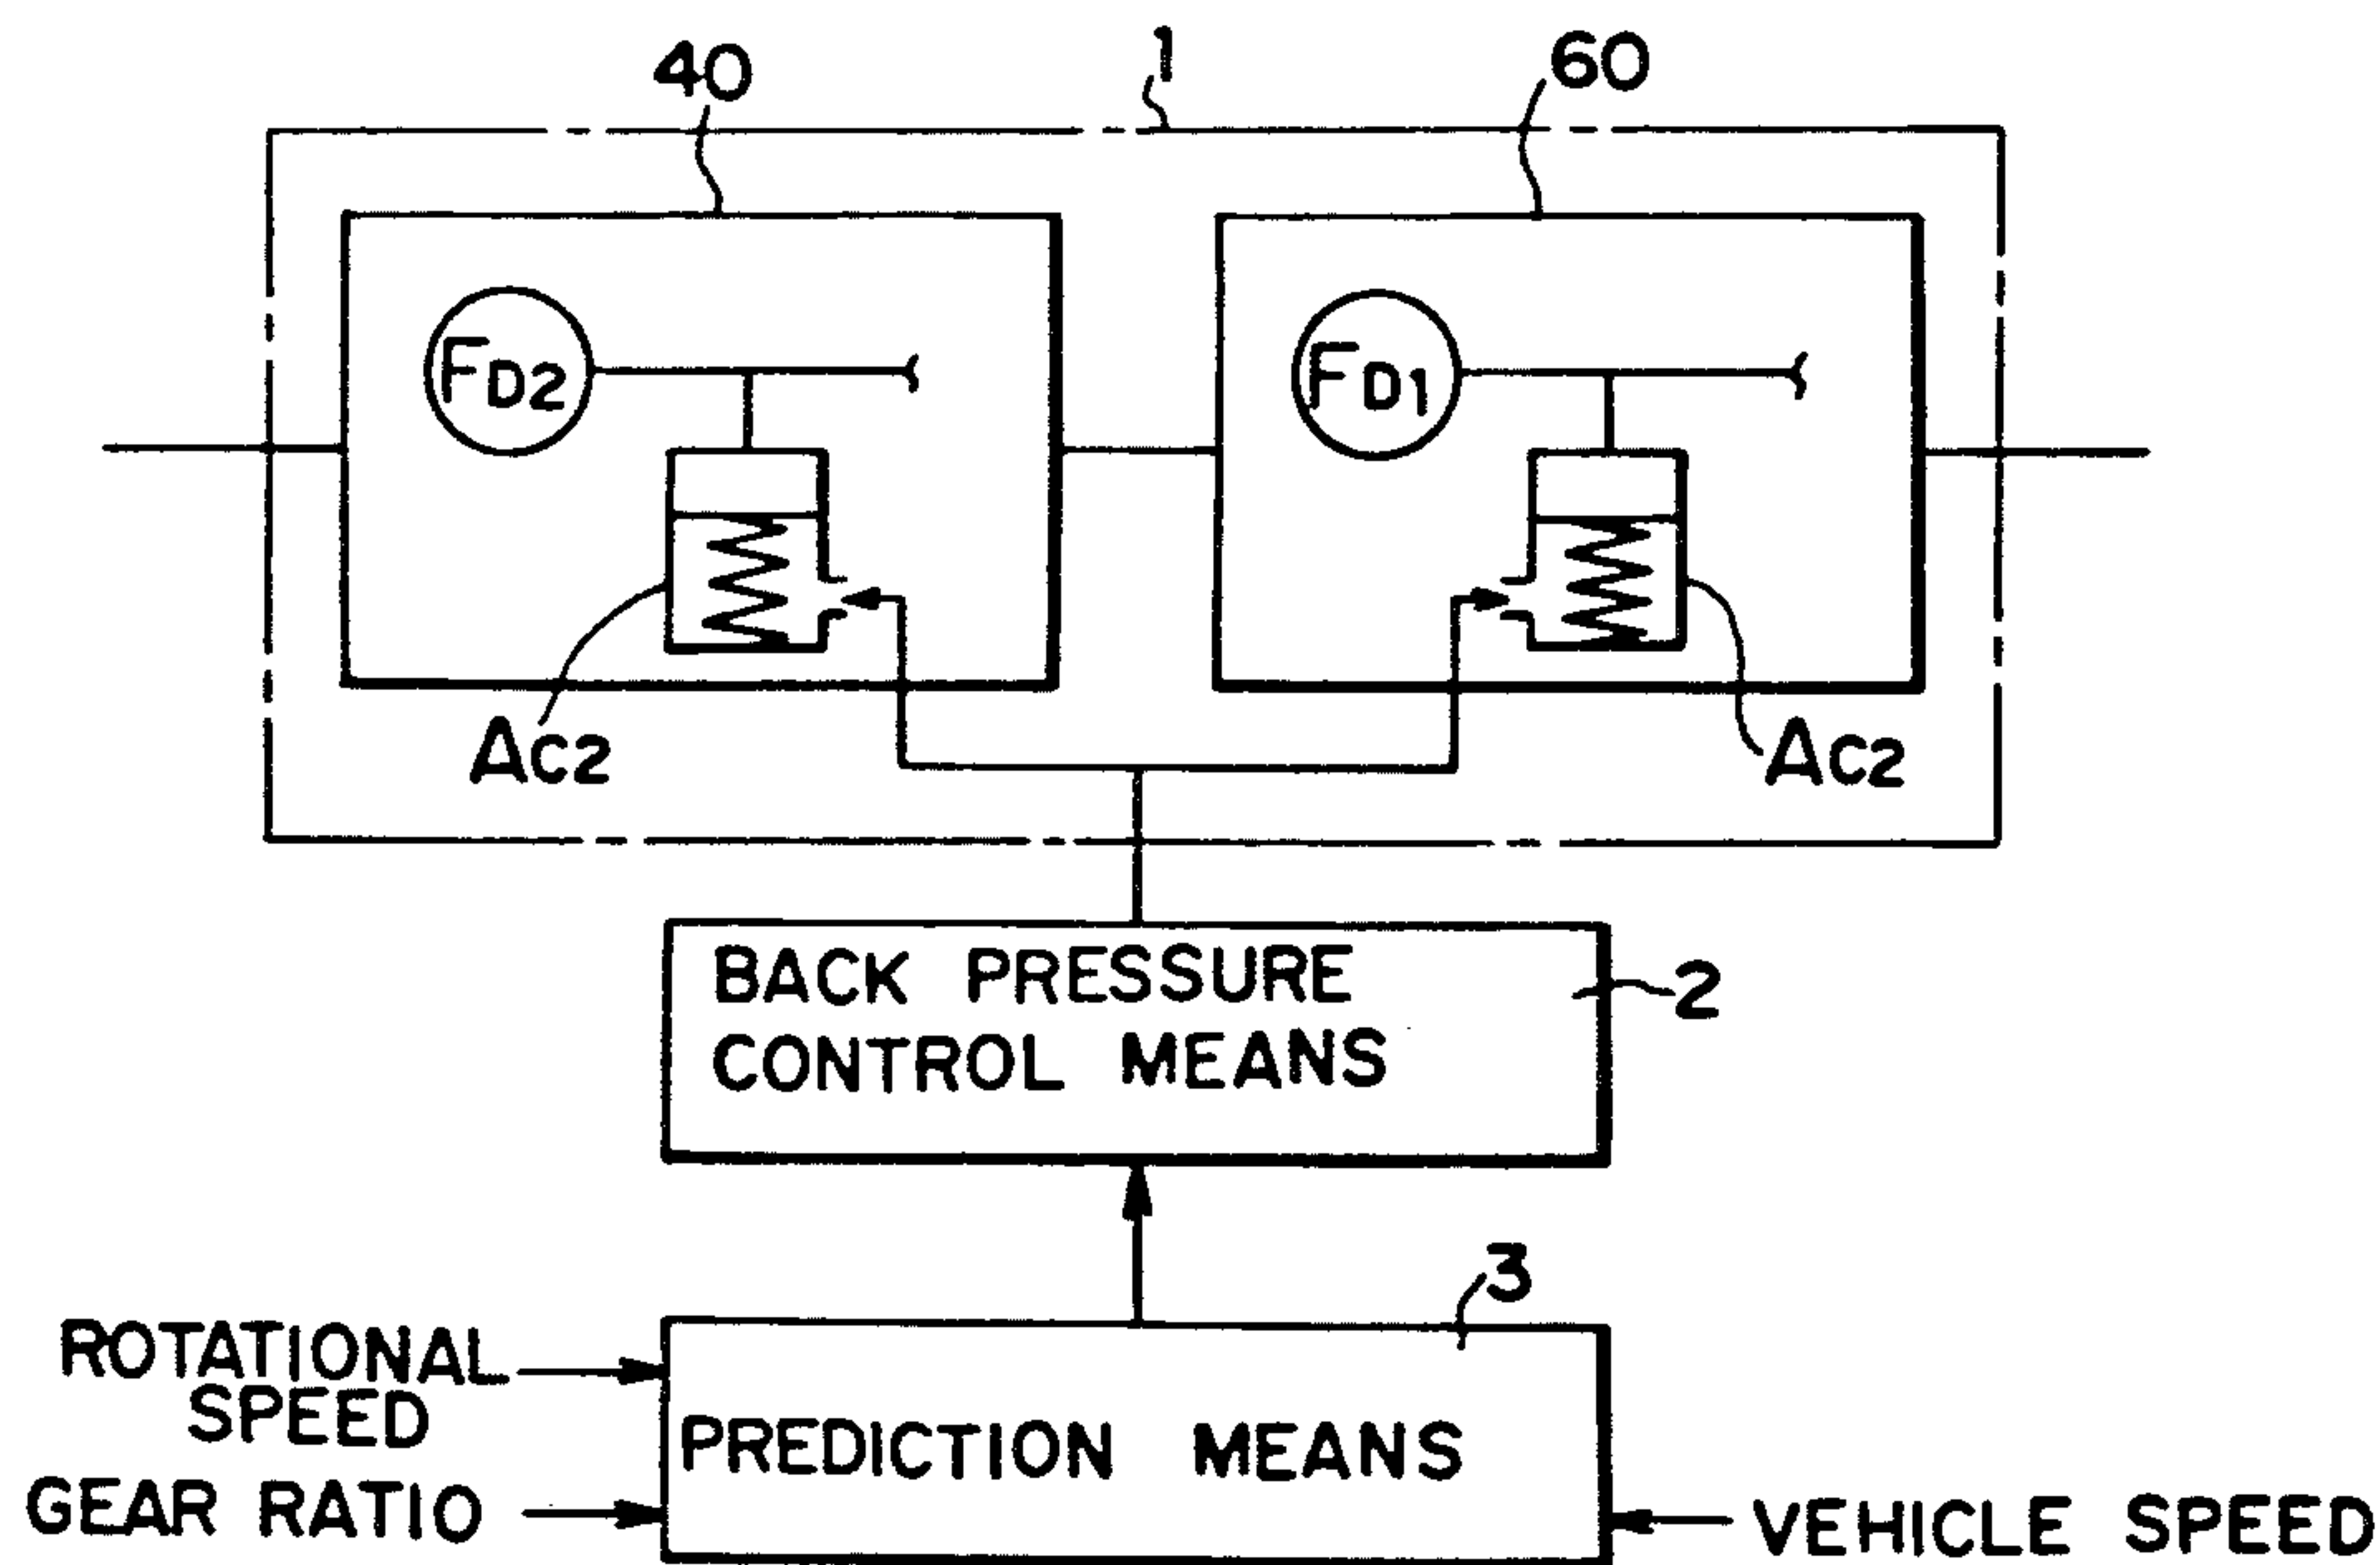 40
1
60
FD2
FD1
AC2
AC2
BACK PRESSURE
CONTROL MEANS
2
3
ROTATIONAL
SPEED
GEAR RATIO
PREDICTION MEANS
VEHICLE SPEED